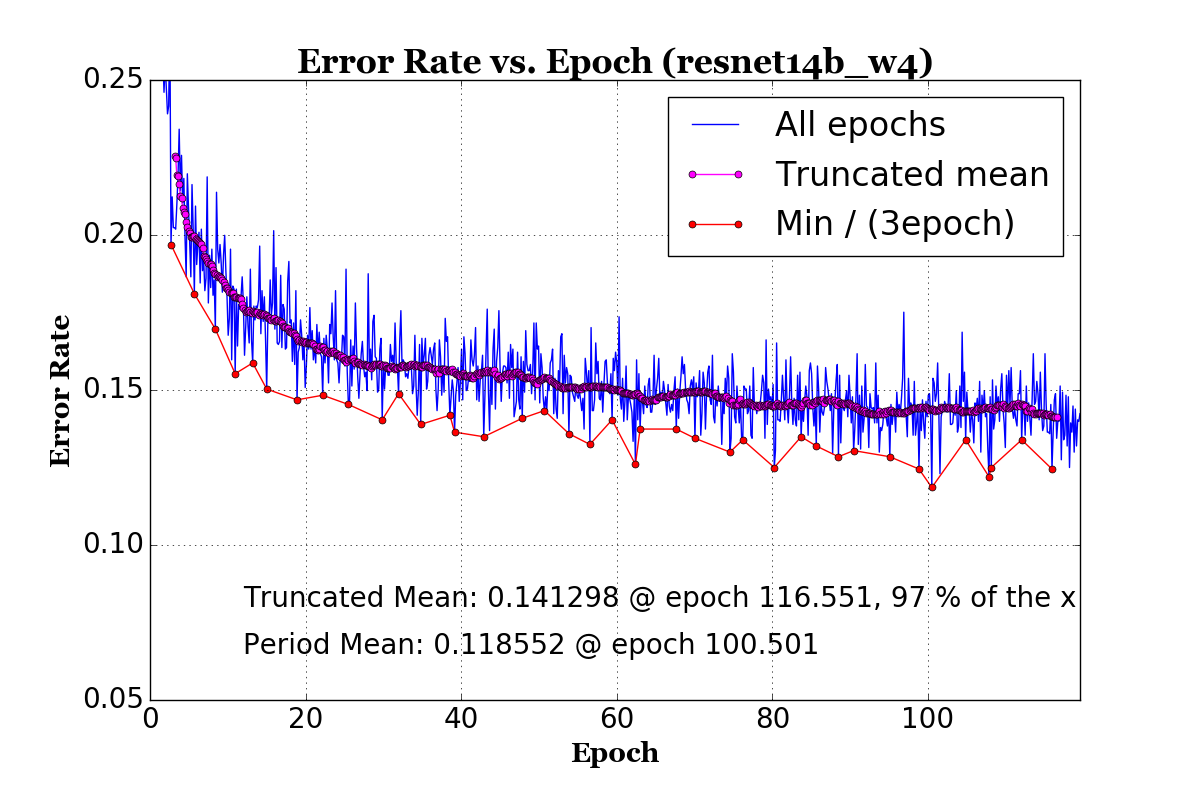 Error Rate vs. Epoch (resnet14b_w4)
0.25
0.20
0.15
0.10
0.05
Error Rate
All epochs
Truncated mean
Min / (3epoch)
Truncated Mean: 0.141298 @ epoch 116.551, 97 % of the x
Period Mean: 0.118552 @ epoch 100.501
0 20 40 60 80 100
Epoch